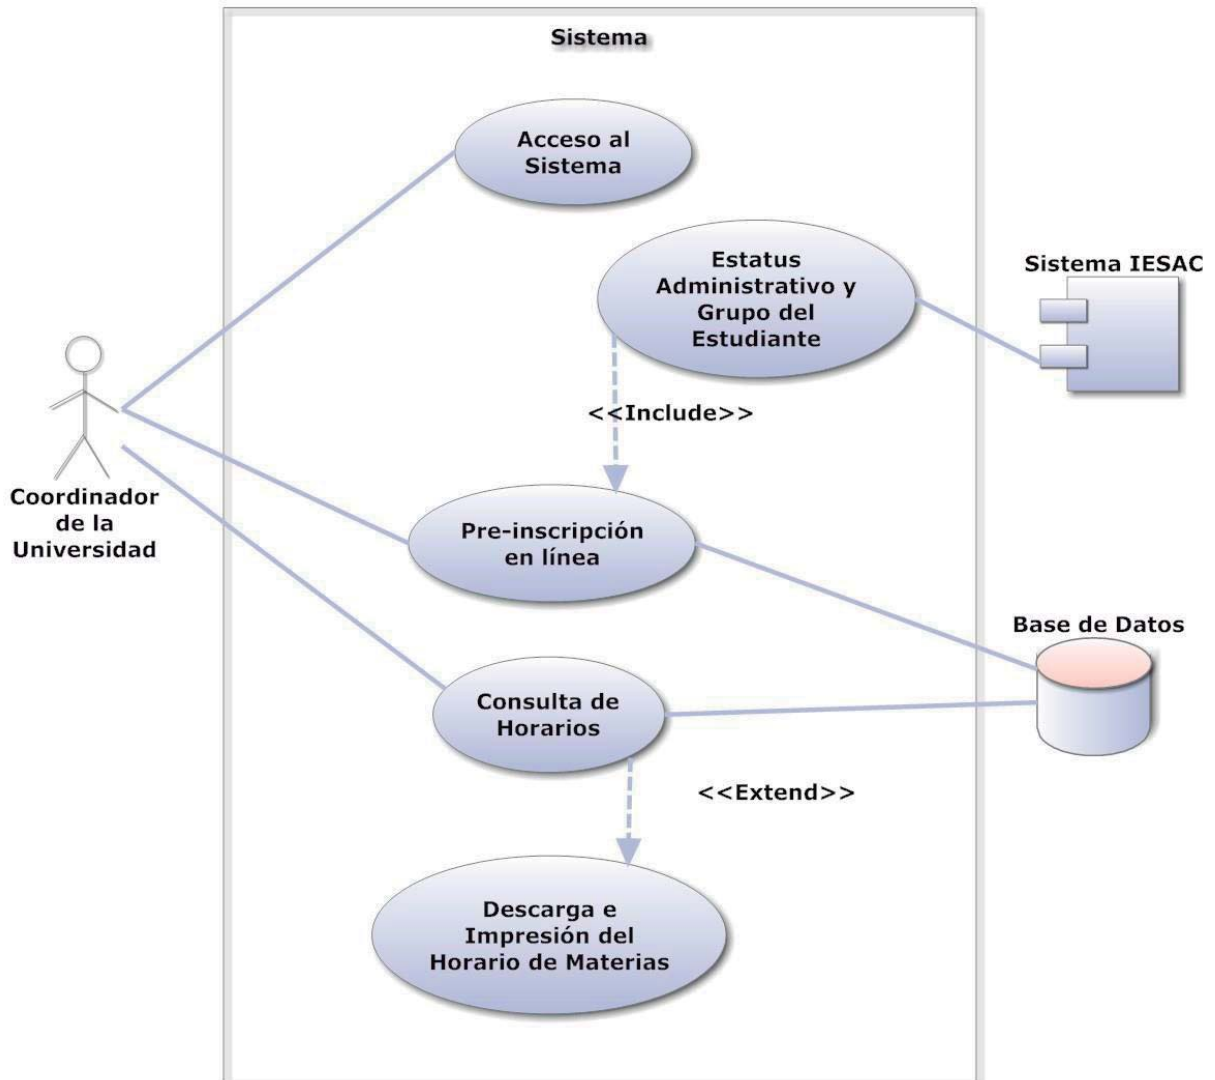 Sistema
Acceso al
Sistema
Estatus
Administrativo y
Grupo del
Estudiante
Sistema IESAC
<<Include>>
Coordinador
de la
Universidad
Pre-inscripción
en línea
Base de Datos
Consulta de
Horarios
<<Extend>>
Descarga e
Impresión del
Horario de Materias